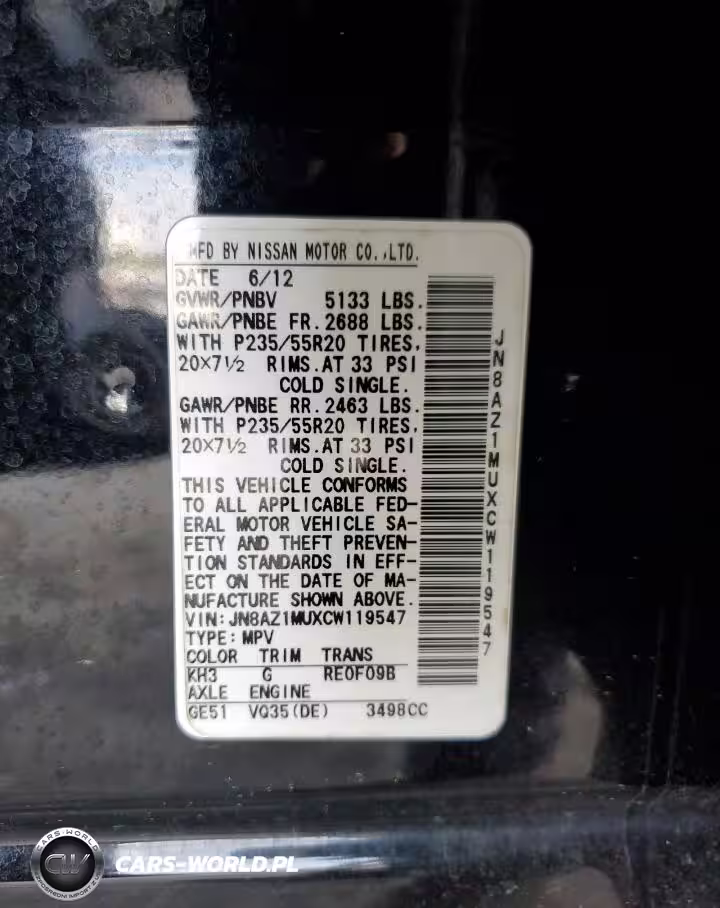 MFD BY NISSAN MOTOR CO.,LTD.
DATE 6/12
GVWR/PNBV 5133 LBS.
GAWR/PNBE FR. 2688 LBS.
WITH P235/55R20 TIRES,
20×7½ RIMS.AT 33 PSI
COLD SINGLE.
GAWR/PNBE RR. 2463 LBS.
WITH P235/55R20 TIRES,
20×7½ RIMS.AT 33 PSI
COLD SINGLE.
THIS VEHICLE CONFORMS
TO ALL APPLICABLE FED-
ERAL MOTOR VEHICLE SA-
FETY AND THEFT PREVEN-
TION STANDARDS IN EFF-
ECT ON THE DATE OF MA-
NUFACTURE SHOWN ABOVE.
VIN:JN8AZ1MUXCW119547
TYPE:MPV
COLOR TRIM TRANS
KH3 G RE0F09B
AXLE ENGINE
GE51 VQ35(DE) 3498CC
JN8AZ1MUXCW119547
CARS-WORLD
CW
CARS-WORLD.PL